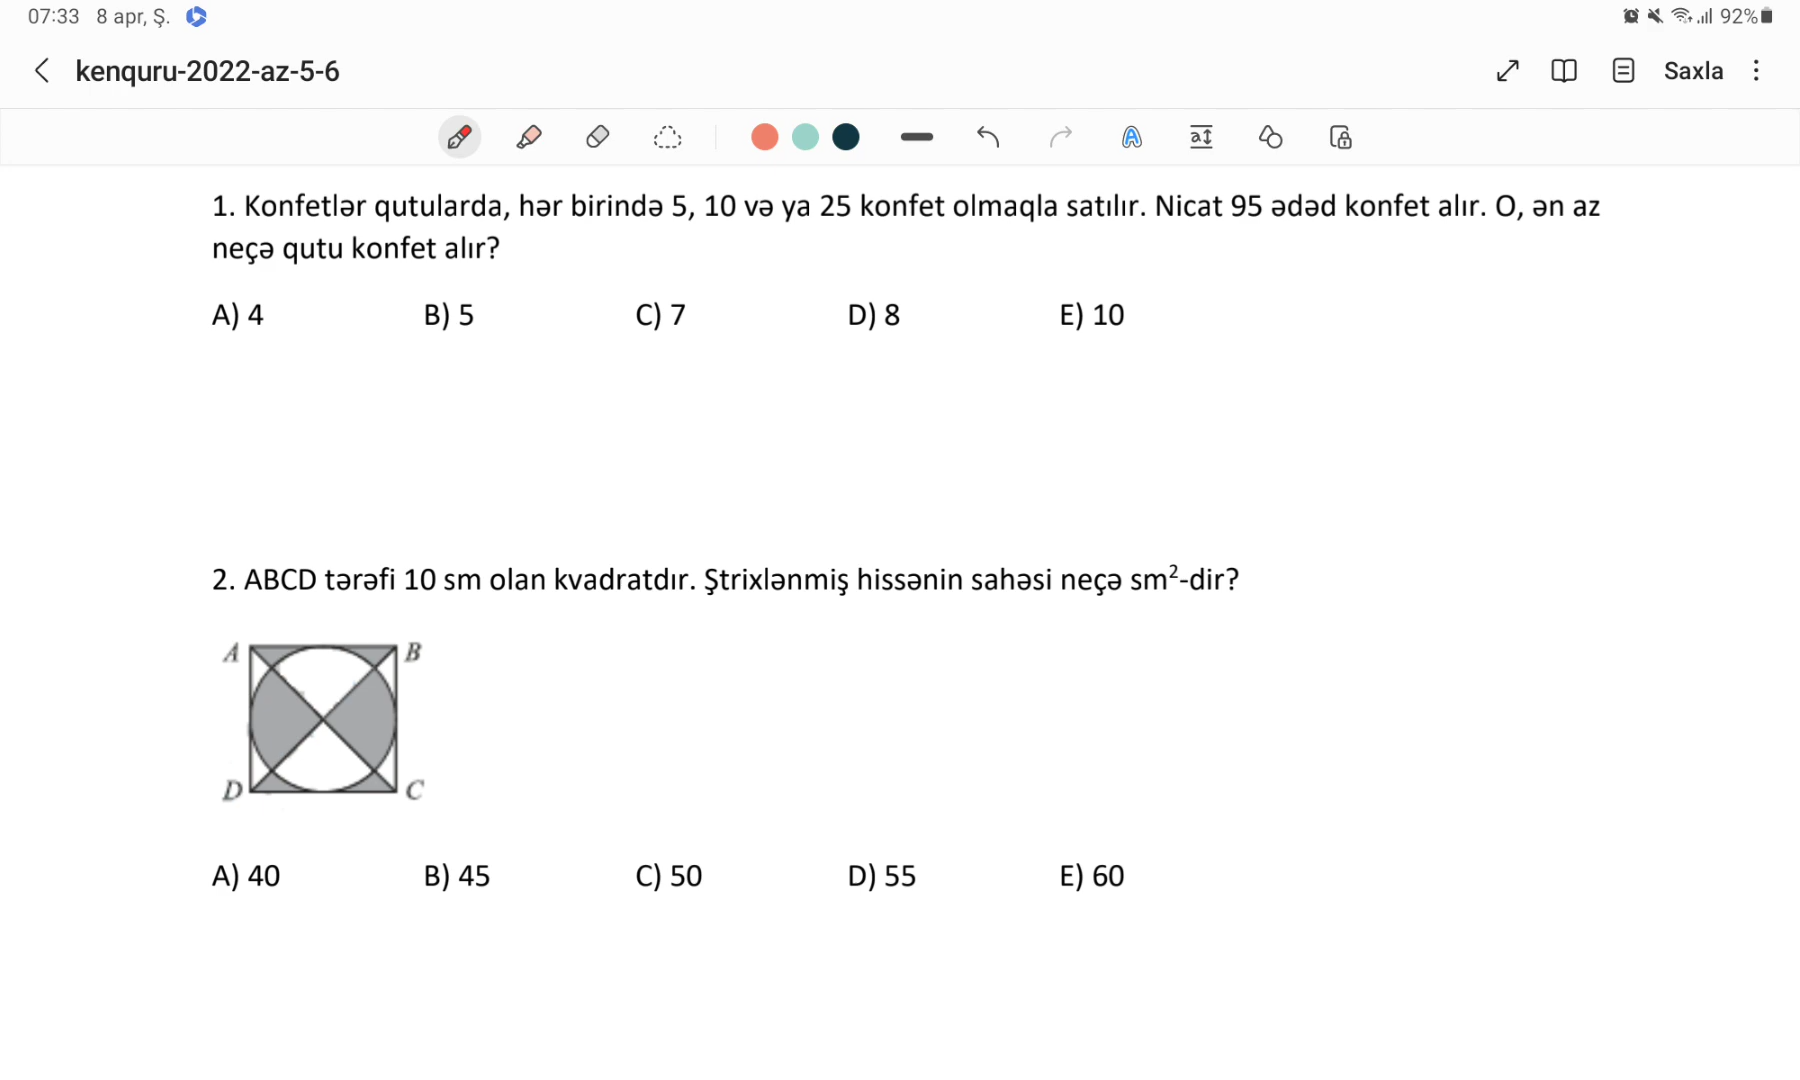 07:33 8 apr, Ş. 92%
kenquru-2022-az-5-6 Saxla
1. Konfetlər qutularda, hər birində 5, 10 və ya 25 konfet olmaqla satılır. Nicat 95 ədəd konfet alır. O, ən az
neçə qutu konfet alır?
A) 4 B) 5 C) 7 D) 8 E) 10
2. ABCD tərəfi 10 sm olan kvadratdır. Ştrixlənmiş hissənin sahəsi neçə sm²-dir?
A B
D C
A) 40 B) 45 C) 50 D) 55 E) 60